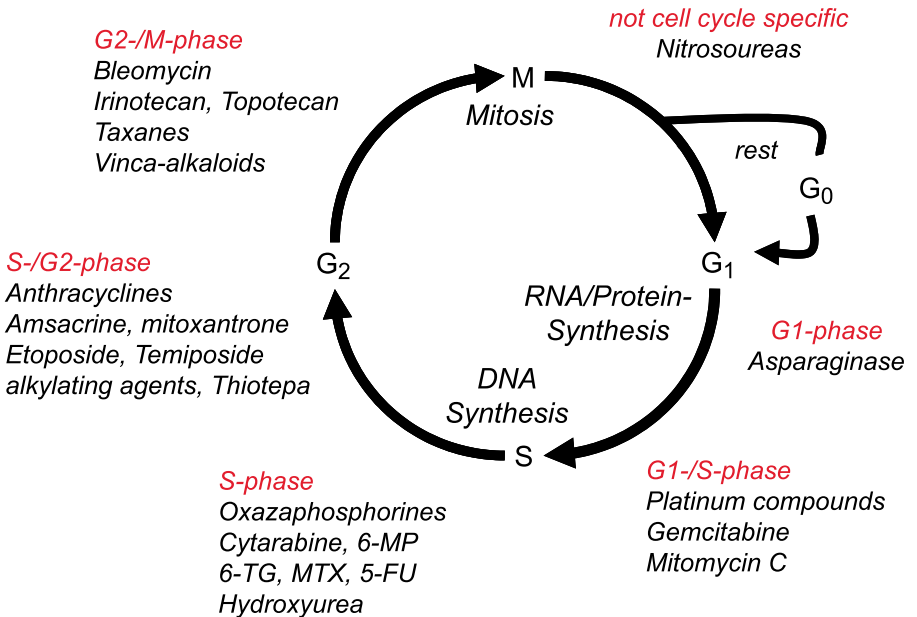 not cell cycle specific
Nitrosoureas
G2-/M-phase
Bleomycin
Irinotecan, Topotecan
Taxanes
Vinca-alkaloids
M
Mitosis
rest
G0
G1
G2
RNA/Protein-
Synthesis
S-/G2-phase
Anthracyclines
Amsacrine, mitoxantrone
Etoposide, Temiposide
alkylating agents, Thiotepa
G1-phase
Asparaginase
DNA
Synthesis
S
G1-/S-phase
Platinum compounds
Gemcitabine
Mitomycin C
S-phase
Oxazaphosphorines
Cytarabine, 6-MP
6-TG, MTX, 5-FU
Hydroxyurea